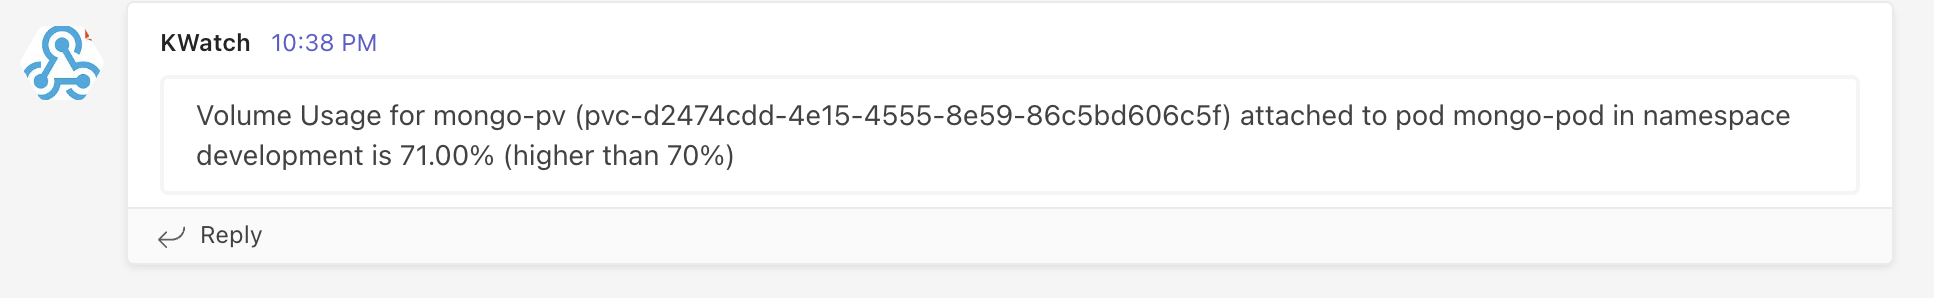 KWatch 10:38 PM
Volume Usage for mongo-pv (pvc-d2474cdd-4e15-4555-8e59-86c5bd606c5f) attached to pod mongo-pod in namespace
development is 71.00% (higher than 70%)
Reply